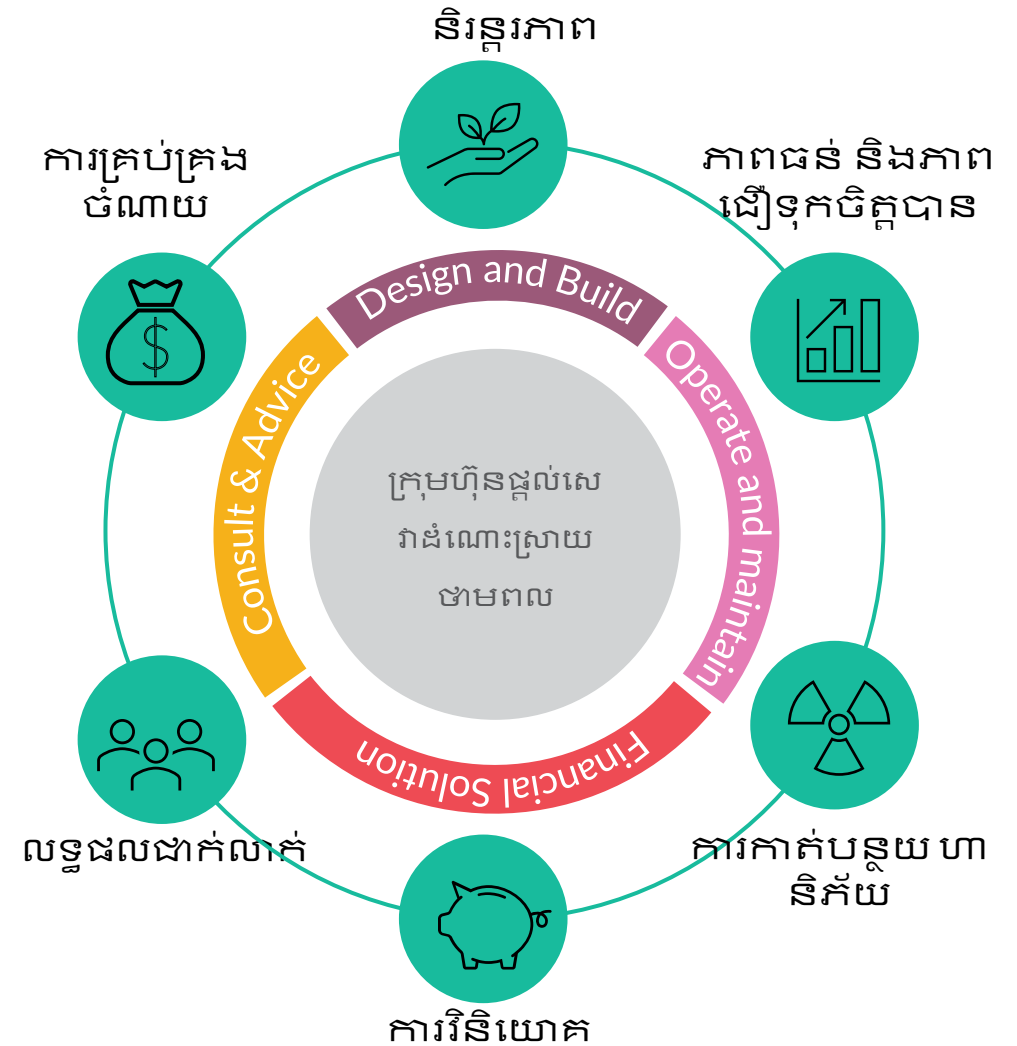 និរន្តរភាព
ការគ្រប់គ្រង
ចំណាយ
ភាពធន់ និងភាព
ជឿទុកចិត្តបាន
Design and Build
Consult & Advice
Operate and maintain
ក្រុមហ៊ុនផ្តល់សេ
វាដំណោះស្រាយ
ថាមពល
Financial Solution
$
លទ្ធផលជាក់លាក់
ការកាត់បន្ថយ ហា
និភ័យ
ការវិនិយោគ